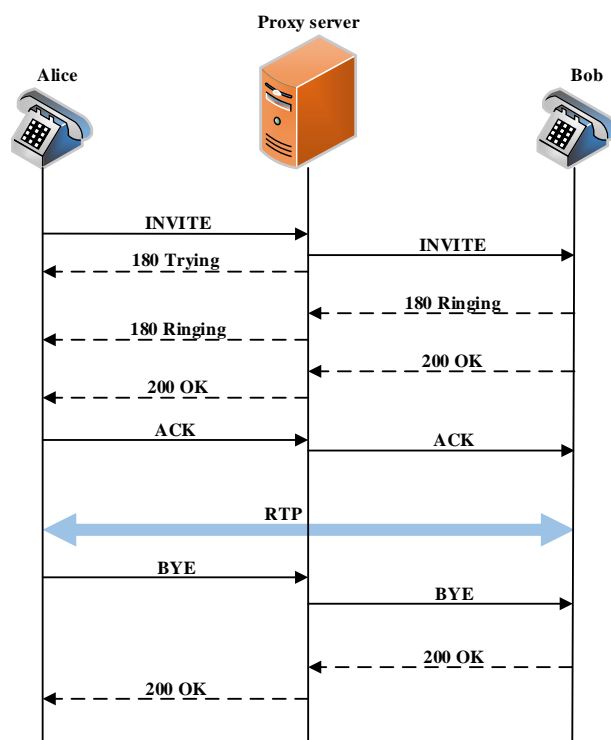 Proxy server
Alice
Bob
INVITE
INVITE
180 Trying
180 Ringing
180 Ringing
200 OK
200 OK
ACK
ACK
RTP
BYE
BYE
200 OK
200 OK